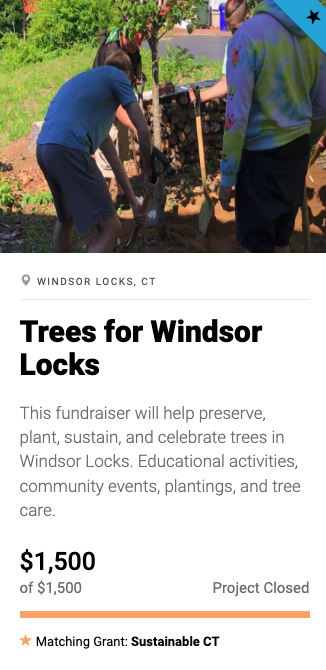 WINDSOR LOCKS, CT
Trees for Windsor
Locks
This fundraiser will help preserve,
plant, sustain, and celebrate trees in
Windsor Locks. Educational activities,
community events, plantings, and tree
care.
$1,500
of $1,500 Project Closed
Matching Grant: Sustainable CT